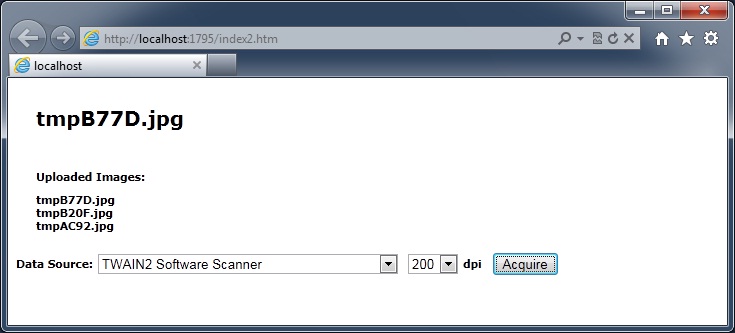 http://localhost:1795/index2.htm
localhost
tmpB77D.jpg
Uploaded Images:
tmpB77D.jpg
tmpB20F.jpg
tmpAC92.jpg
Data Source: TWAIN2 Software Scanner 200 dpi Acquire